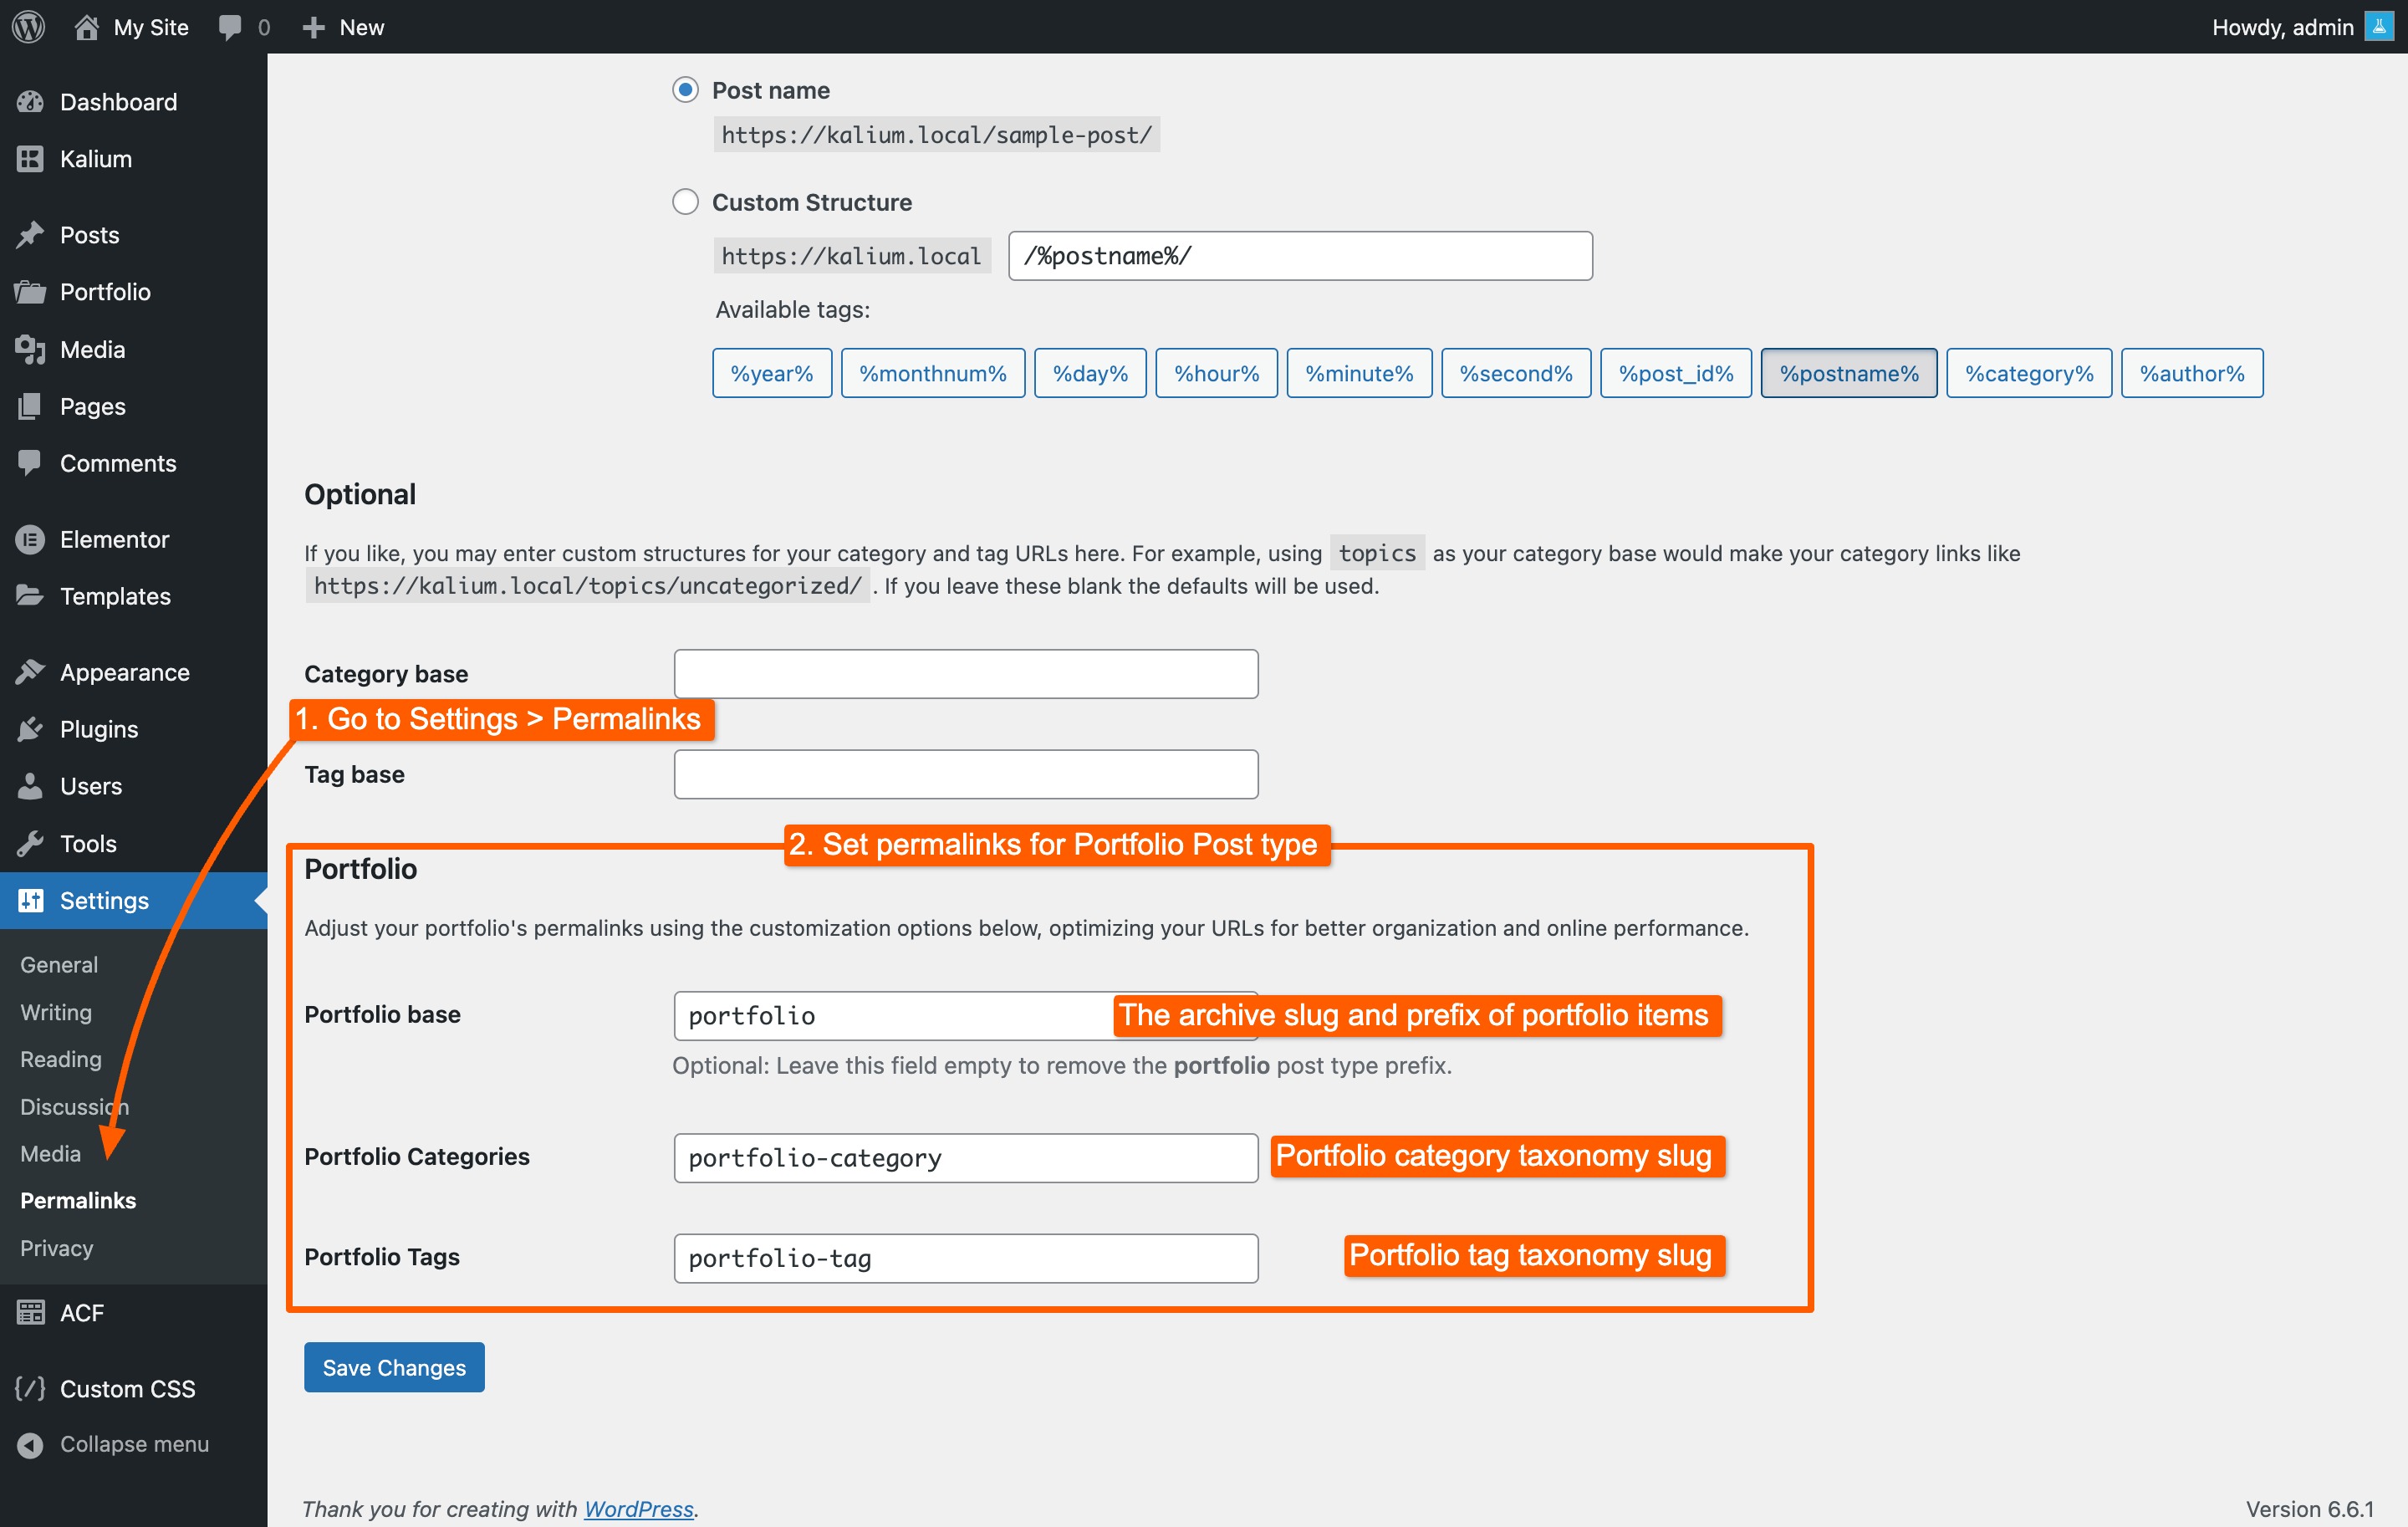 My Site 0 New Howdy, admin
Dashboard
Kalium
Posts
Portfolio
Media
Pages
Comments
Elementor
Templates
Appearance
Plugins
Users
Tools
Settings
General
Writing
Reading
Discussion
Media
Permalinks
Privacy
ACF
Custom CSS
Collapse menu
Post name
https://kalium.local/sample-post/
Custom Structure
https://kalium.local /%postname%/
Available tags:
%year% %monthnum% %day% %hour% %minute% %second% %post_id% %postname% %category% %author%
Optional
If you like, you may enter custom structures for your category and tag URLs here. For example, using topics as your category base would make your category links like
https://kalium.local/topics/uncategorized/ . If you leave these blank the defaults will be used.
Category base
1. Go to Settings > Permalinks
Tag base
2. Set permalinks for Portfolio Post type
Portfolio
Adjust your portfolio's permalinks using the customization options below, optimizing your URLs for better organization and online performance.
Portfolio base portfolio The archive slug and prefix of portfolio items
Optional: Leave this field empty to remove the portfolio post type prefix.
Portfolio Categories portfolio-category Portfolio category taxonomy slug
Portfolio Tags portfolio-tag Portfolio tag taxonomy slug
Save Changes
Thank you for creating with WordPress. Version 6.6.1